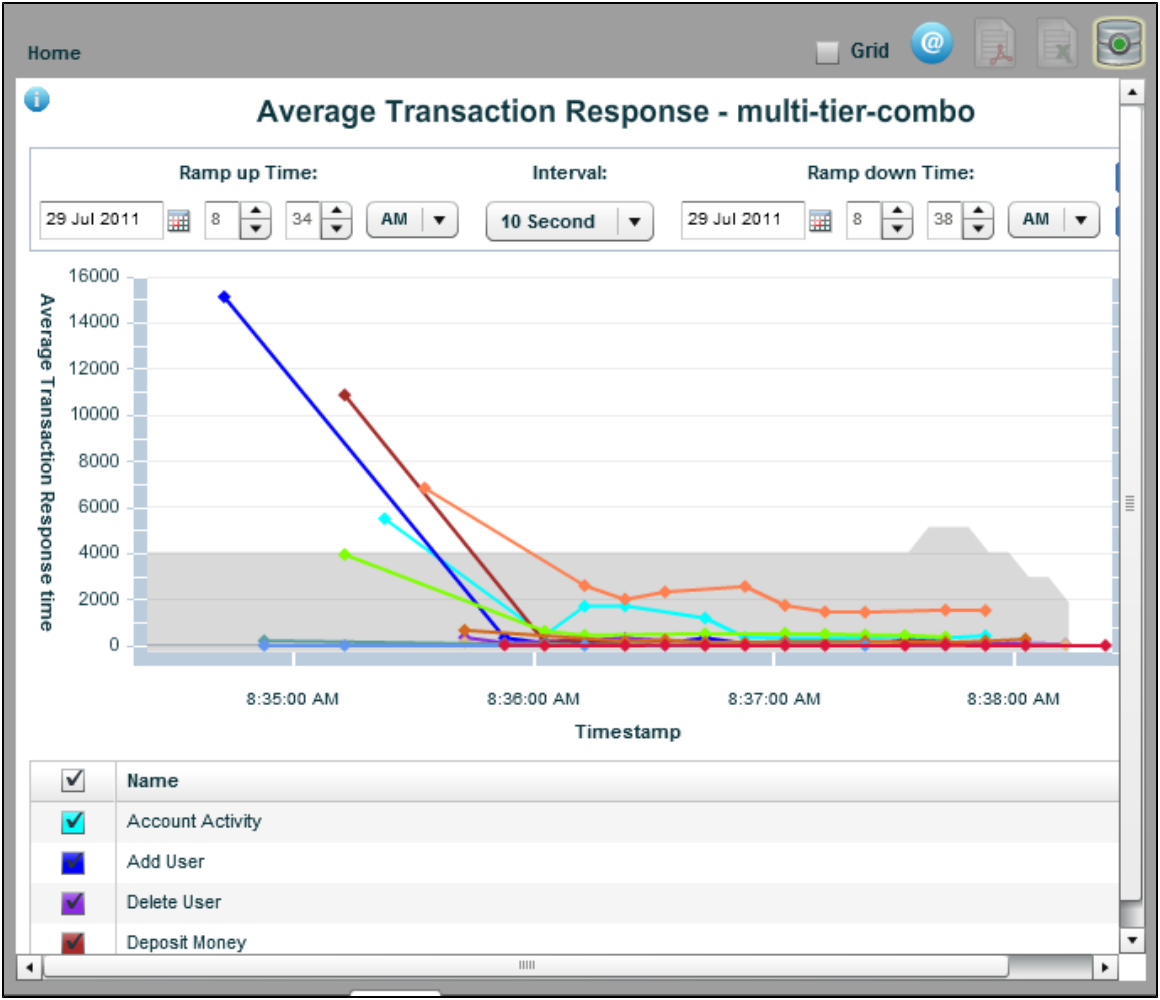 Home
Grid
@
i
Average Transaction Response - multi-tier-combo
Ramp up Time: Interval: Ramp down Time:
29 Jul 2011 8 34 AM 10 Second 29 Jul 2011 8 38 AM
16000
14000
12000
10000
8000
6000
4000
2000
0
Average Transaction Response time
8:35:00 AM 8:36:00 AM 8:37:00 AM 8:38:00 AM
Timestamp
Name
Account Activity
Add User
Delete User
Deposit Money